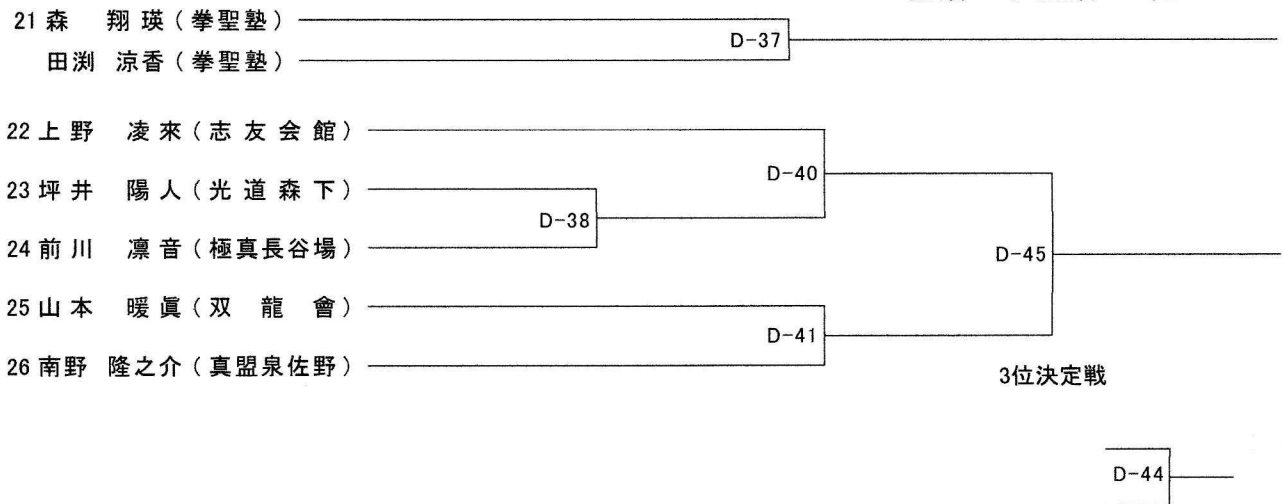 21 森 翔瑛(拳聖塾)
田渕 涼香(拳聖塾)
D-37
22 上野 凌來(志友会館)
23 坪井 陽人(光道森下)
24 前川 凛音(極真長谷場)
25 山本 暖眞(双龍會)
26 南野 隆之介(真盟泉佐野)
D-38
D-40
D-41
D-45
3位決定戦
D-44